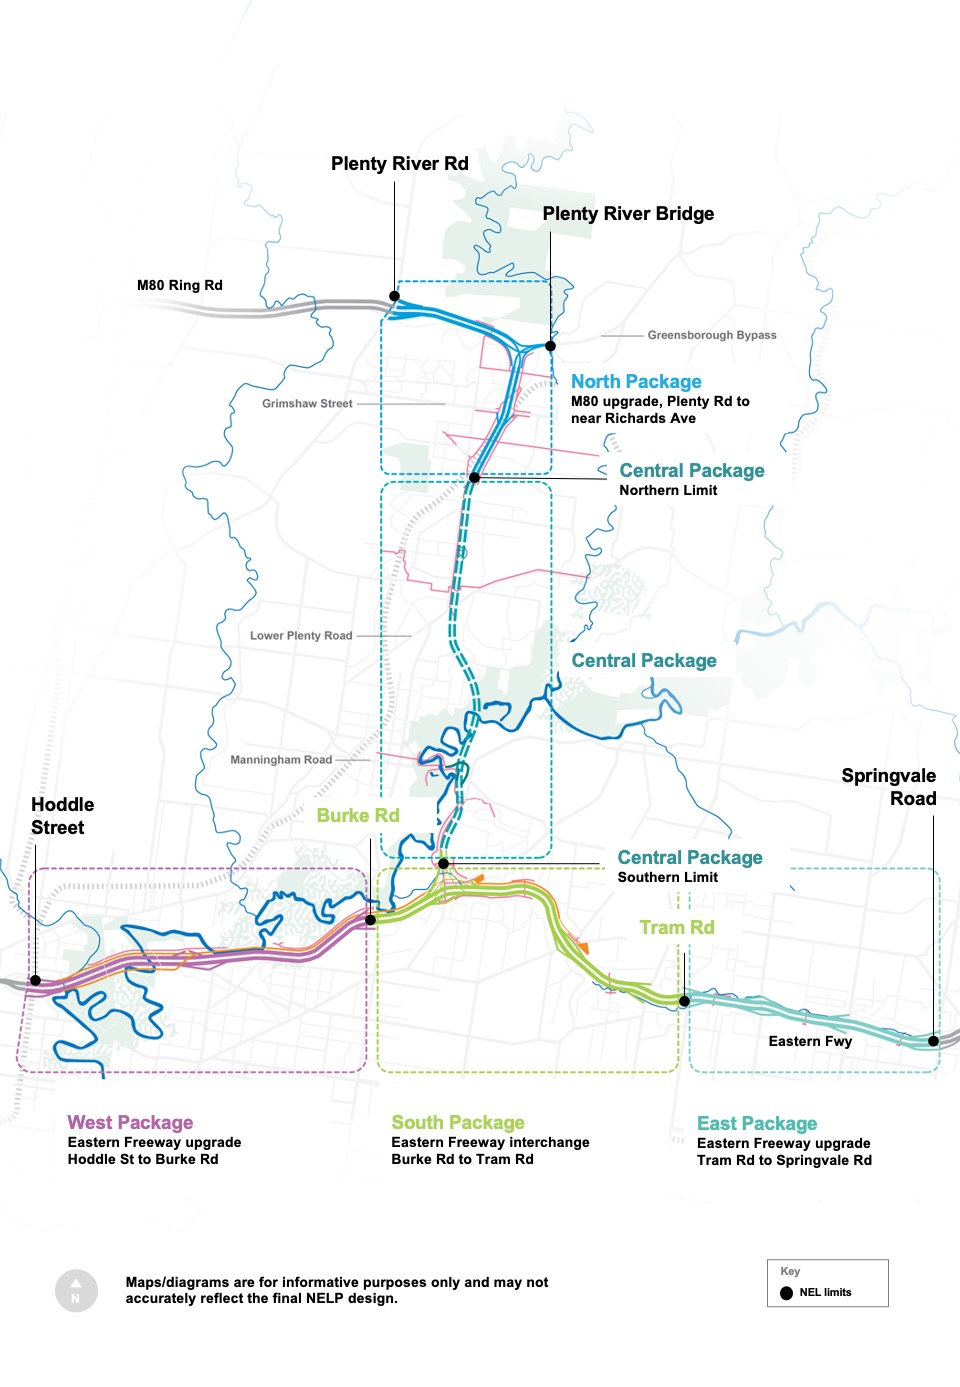 Plenty River Rd
Plenty River Bridge
M80 Ring Rd
Greensborough Bypass
North Package
M80 upgrade, Plenty Rd to
near Richards Ave
Grimshaw Street
Central Package
Northern Limit
Lower Plenty Road
Central Package
Manningham Road
Springvale
Road
Hoddle
Street
Burke Rd
Central Package
Southern Limit
Tram Rd
Eastern Fwy
West Package
Eastern Freeway upgrade
Hoddle St to Burke Rd
South Package
Eastern Freeway interchange
Burke Rd to Tram Rd
East Package
Eastern Freeway upgrade
Tram Rd to Springvale Rd
N
Maps/diagrams are for informative purposes only and may not
accurately reflect the final NELP design.
Key
NEL limits